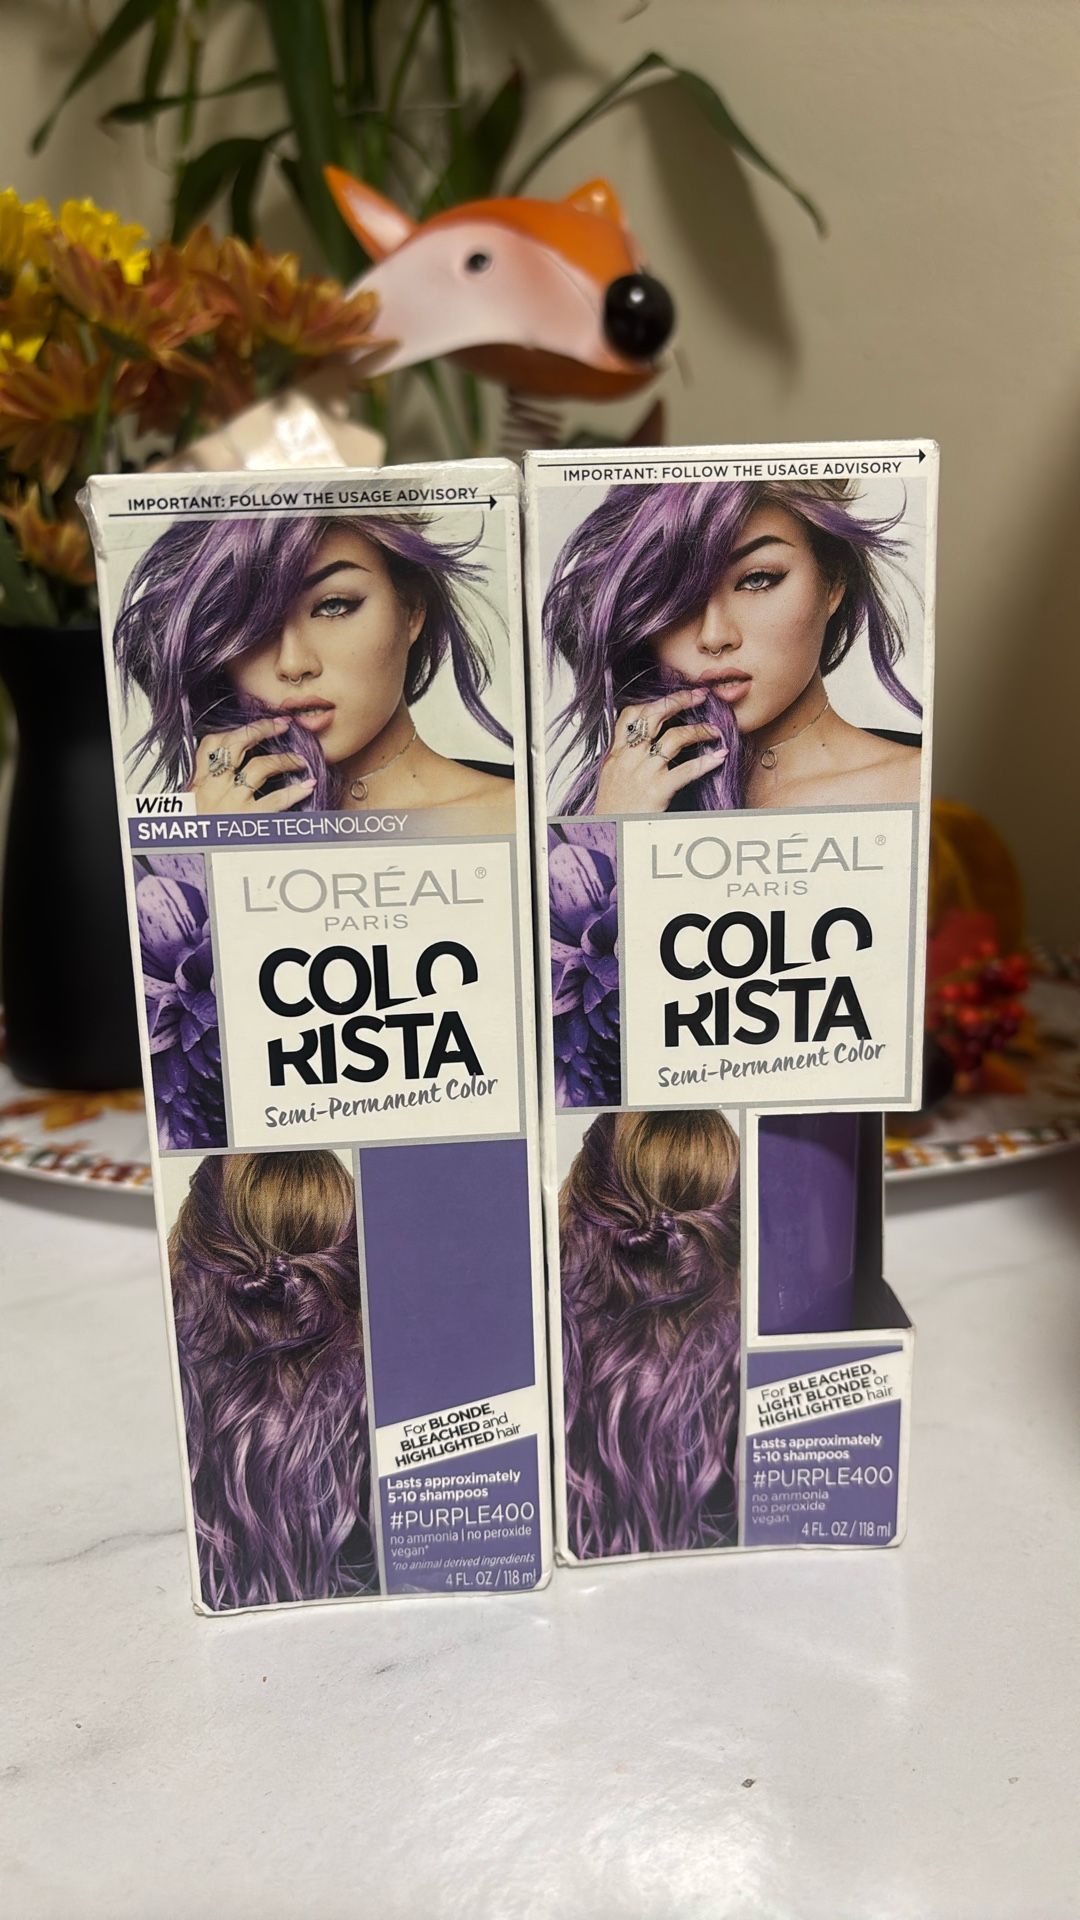 IMPORTANT: FOLLOW THE USAGE ADVISORY
With
SMART FADE TECHNOLOGY
L'ORÉAL®
PARiS
COLO
RISTA
Semi-Permanent Color
For BLONDE,
BLEACHED and
HIGHLIGHTED hair
Lasts approximately
5-10 shampoos
#PURPLE400
no ammonia | no peroxide
vegan*
*no animal derived ingredients
4 FL. OZ / 118 ml
IMPORTANT: FOLLOW THE USAGE ADVISORY
L'ORÉAL®
PARiS
COLO
RISTA
Semi-Permanent Color
For BLEACHED,
LIGHT BLONDE or
HIGHLIGHTED hair
Lasts approximately
5-10 shampoos
#PURPLE400
no ammonia
no peroxide
vegan
4 FL. OZ / 118 ml